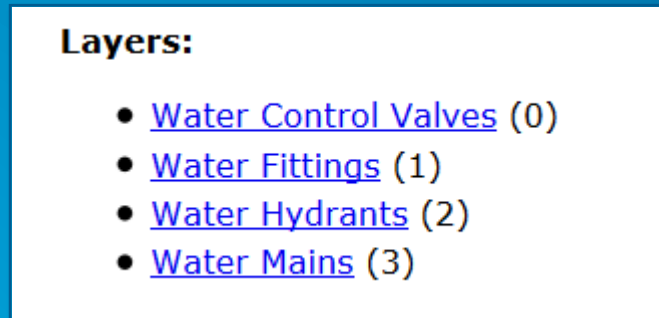 Layers:
Water Control Valves (0)
Water Fittings (1)
Water Hydrants (2)
Water Mains (3)